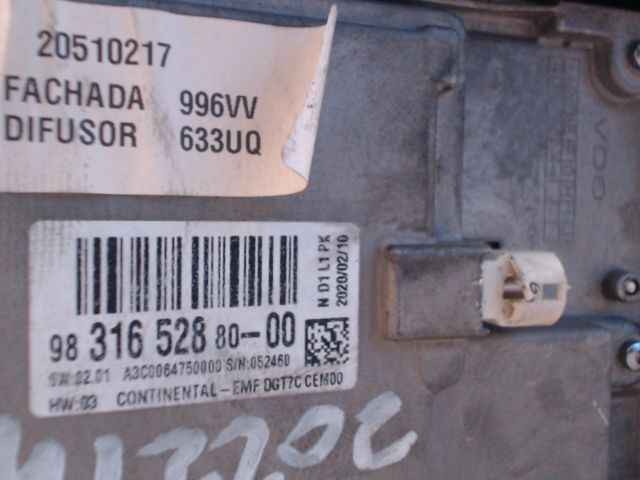 20510217
FACHADA 996VV
DIFUSOR 633UQ
VDO
N D1 L1 PK
2020/02/10
98 316 528 80-00
SW:02.01 A3C0064750000 S/N:052460
HW:03 CONTINENTAL-EMF DGT7C CEM00